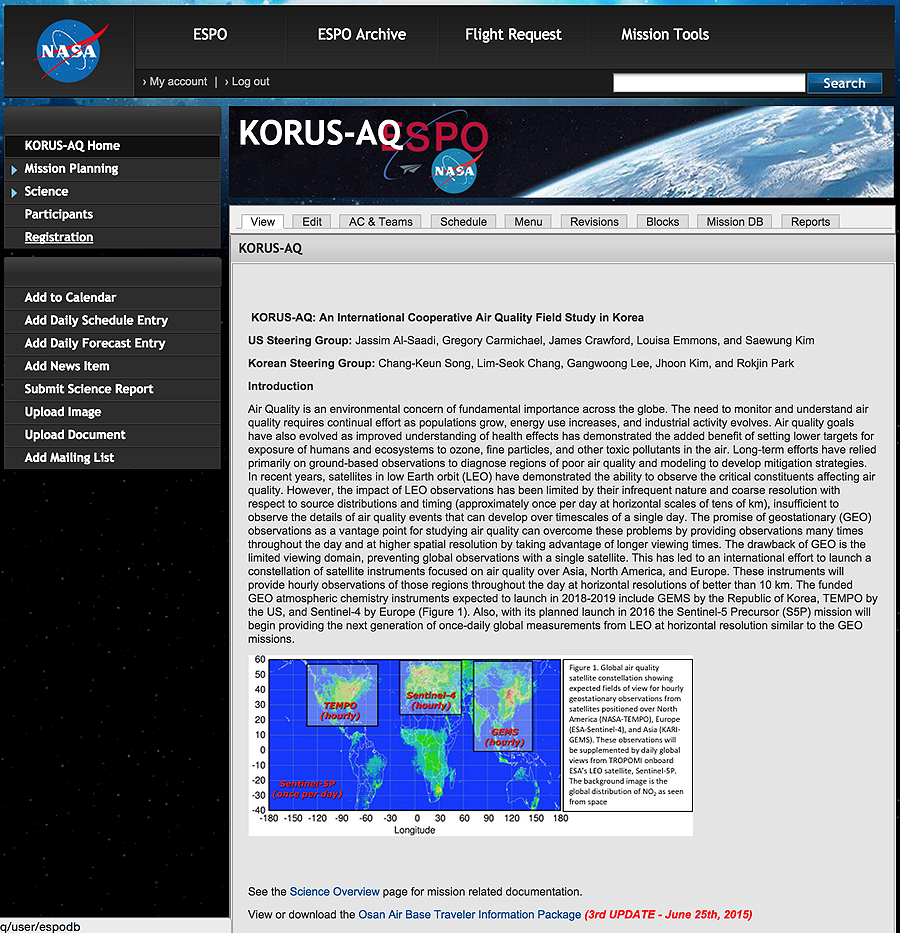 NASA
ESPO
ESPO Archive
Flight Request
Mission Tools
› My account | › Log out
Search
KORUS-AQ Home
Mission Planning
Science
Participants
Registration
Add to Calendar
Add Daily Schedule Entry
Add Daily Forecast Entry
Add News Item
Submit Science Report
Upload Image
Upload Document
Add Mailing List
KORUS-AQ
ESPO
NASA
View
Edit
AC & Teams
Schedule
Menu
Revisions
Blocks
Mission DB
Reports
KORUS-AQ
KORUS-AQ: An International Cooperative Air Quality Field Study in Korea
US Steering Group: Jassim Al-Saadi, Gregory Carmichael, James Crawford, Louisa Emmons, and Saewung Kim
Korean Steering Group: Chang-Keun Song, Lim-Seok Chang, Gangwoong Lee, Jhoon Kim, and Rokjin Park
Introduction
Air Quality is an environmental concern of fundamental importance across the globe. The need to monitor and understand air
quality requires continual effort as populations grow, energy use increases, and industrial activity evolves. Air quality goals
have also evolved as improved understanding of health effects has demonstrated the added benefit of setting lower targets for
exposure of humans and ecosystems to ozone, fine particles, and other toxic pollutants in the air. Long-term efforts have relied
primarily on ground-based observations to diagnose regions of poor air quality and modeling to develop mitigation strategies.
In recent years, satellites in low Earth orbit (LEO) have demonstrated the ability to observe the critical constituents affecting air
quality. However, the impact of LEO observations has been limited by their infrequent nature and coarse resolution with
respect to source distributions and timing (approximately once per day at horizontal scales of tens of km), insufficient to
observe the details of air quality events that can develop over timescales of a single day. The promise of geostationary (GEO)
observations as a vantage point for studying air quality can overcome these problems by providing observations many times
throughout the day and at higher spatial resolution by taking advantage of longer viewing times. The drawback of GEO is the
limited viewing domain, preventing global observations with a single satellite. This has led to an international effort to launch a
constellation of satellite instruments focused on air quality over Asia, North America, and Europe. These instruments will
provide hourly observations of those regions throughout the day at horizontal resolutions of better than 10 km. The funded
GEO atmospheric chemistry instruments expected to launch in 2018-2019 include GEMS by the Republic of Korea, TEMPO by
the US, and Sentinel-4 by Europe (Figure 1). Also, with its planned launch in 2016 the Sentinel-5 Precursor (S5P) mission will
begin providing the next generation of once-daily global measurements from LEO at horizontal resolution similar to the GEO
missions.
60
50
40
30
20
10
0
-10
-20
-30
-40
TEMPO
(hourly)
Sentinel-4
(hourly)
GEMS
(hourly)
Sentinel-5P
(once per day)
-180 -150 -120 -90 -60 -30 0 30 60 90 120 150 180
Longitude
Figure 1. Global air quality
satellite constellation showing
expected fields of view for hourly
geostationary observations from
satellites positioned over North
America (NASA-TEMPO), Europe
(ESA-Sentinel-4), and Asia (KARI-
GEMS). These observations will
be supplemented by daily global
views from TROPOMI onboard
ESA's LEO satellite, Sentinel-5P.
The background image is the
global distribution of NO2 as seen
from space
See the Science Overview page for mission related documentation.
View or download the Osan Air Base Traveler Information Package (3rd UPDATE - June 25th, 2015)
q/user/espodb